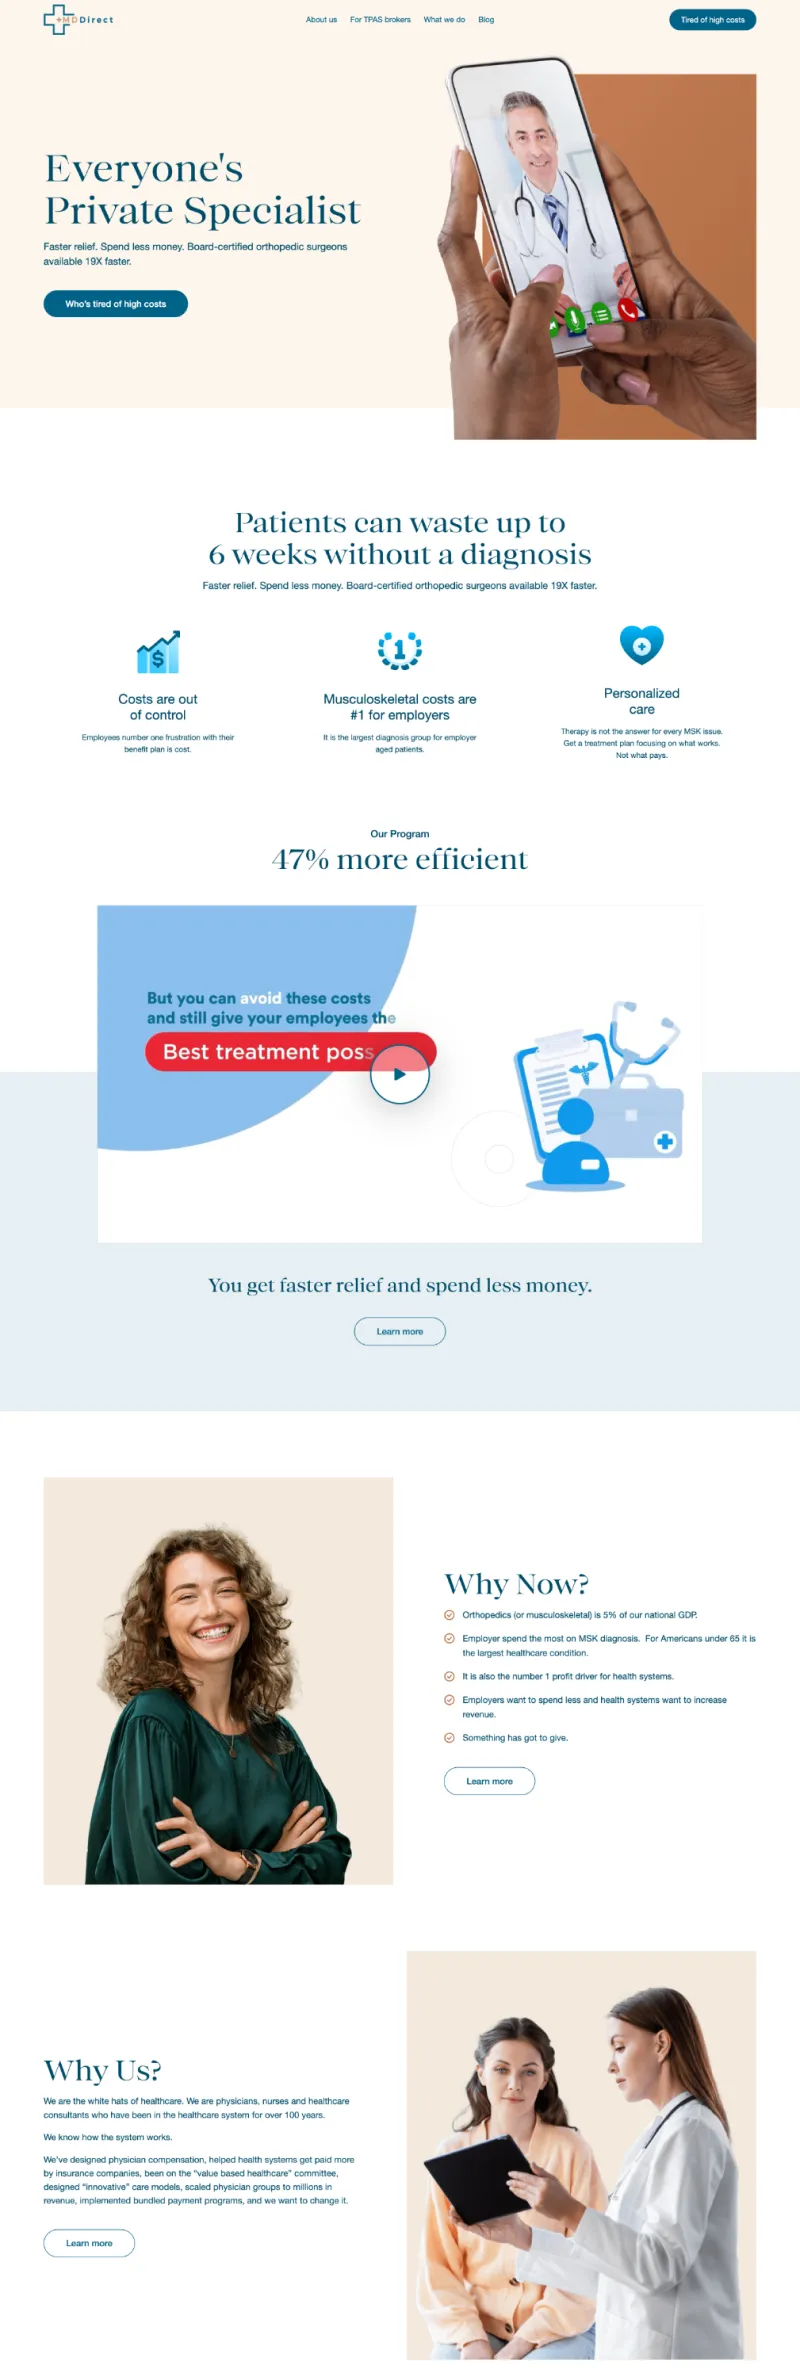 +MDDirect
About us
For TPAS brokers
What we do
Blog
Tired of high costs
Everyone's
Private Specialist
Faster relief. Spend less money. Board-certified orthopedic surgeons
available 19X faster.
Who's tired of high costs
Patients can waste up to
6 weeks without a diagnosis
Faster relief. Spend less money. Board-certified orthopedic surgeons available 19X faster.
$
Costs are out
of control
Employees number one frustration with their
benefit plan is cost.
1
Musculoskeletal costs are
#1 for employers
It is the largest diagnosis group for employer
aged patients.
Personalized
care
Therapy is not the answer for every MSK issue.
Get a treatment plan focusing on what works.
Not what pays.
Our Program
47% more efficient
But you can avoid these costs
and still give your employees the
Best treatment poss
You get faster relief and spend less money.
Learn more
Why Now?
Orthopedics (or musculoskeletal) is 5% of our national GDP.
Employer spend the most on MSK diagnosis. For Americans under 65 it is
the largest healthcare condition.
It is also the number 1 profit driver for health systems.
Employers want to spend less and health systems want to increase
revenue.
Something has got to give.
Learn more
Why Us?
We are the white hats of healthcare. We are physicians, nurses and healthcare
consultants who have been in the healthcare system for over 100 years.
We know how the system works.
We've designed physician compensation, helped health systems get paid more
by insurance companies, been on the “value based healthcare” committee,
designed “innovative” care models, scaled physician groups to millions in
revenue, implemented bundled payment programs, and we want to change it.
Learn more